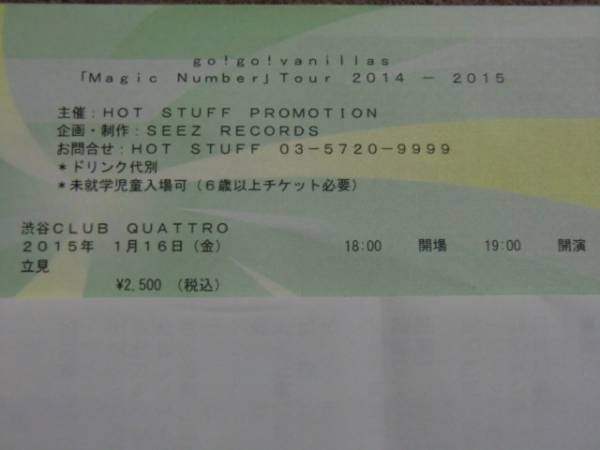 go!go!vanillas
「Magic Number」Tour 2014 － 2015
主催：HOT STUFF PROMOTION
企画・制作：SEEZ RECORDS
お問合せ：HOT STUFF 03－5720－9999
＊ドリンク代別
＊未就学児童入場可（6歳以上チケット必要）
渋谷CLUB QUATTRO
2015年 1月16日（金） 18:00 開場 19:00 開演
立見
¥2,500 （税込）